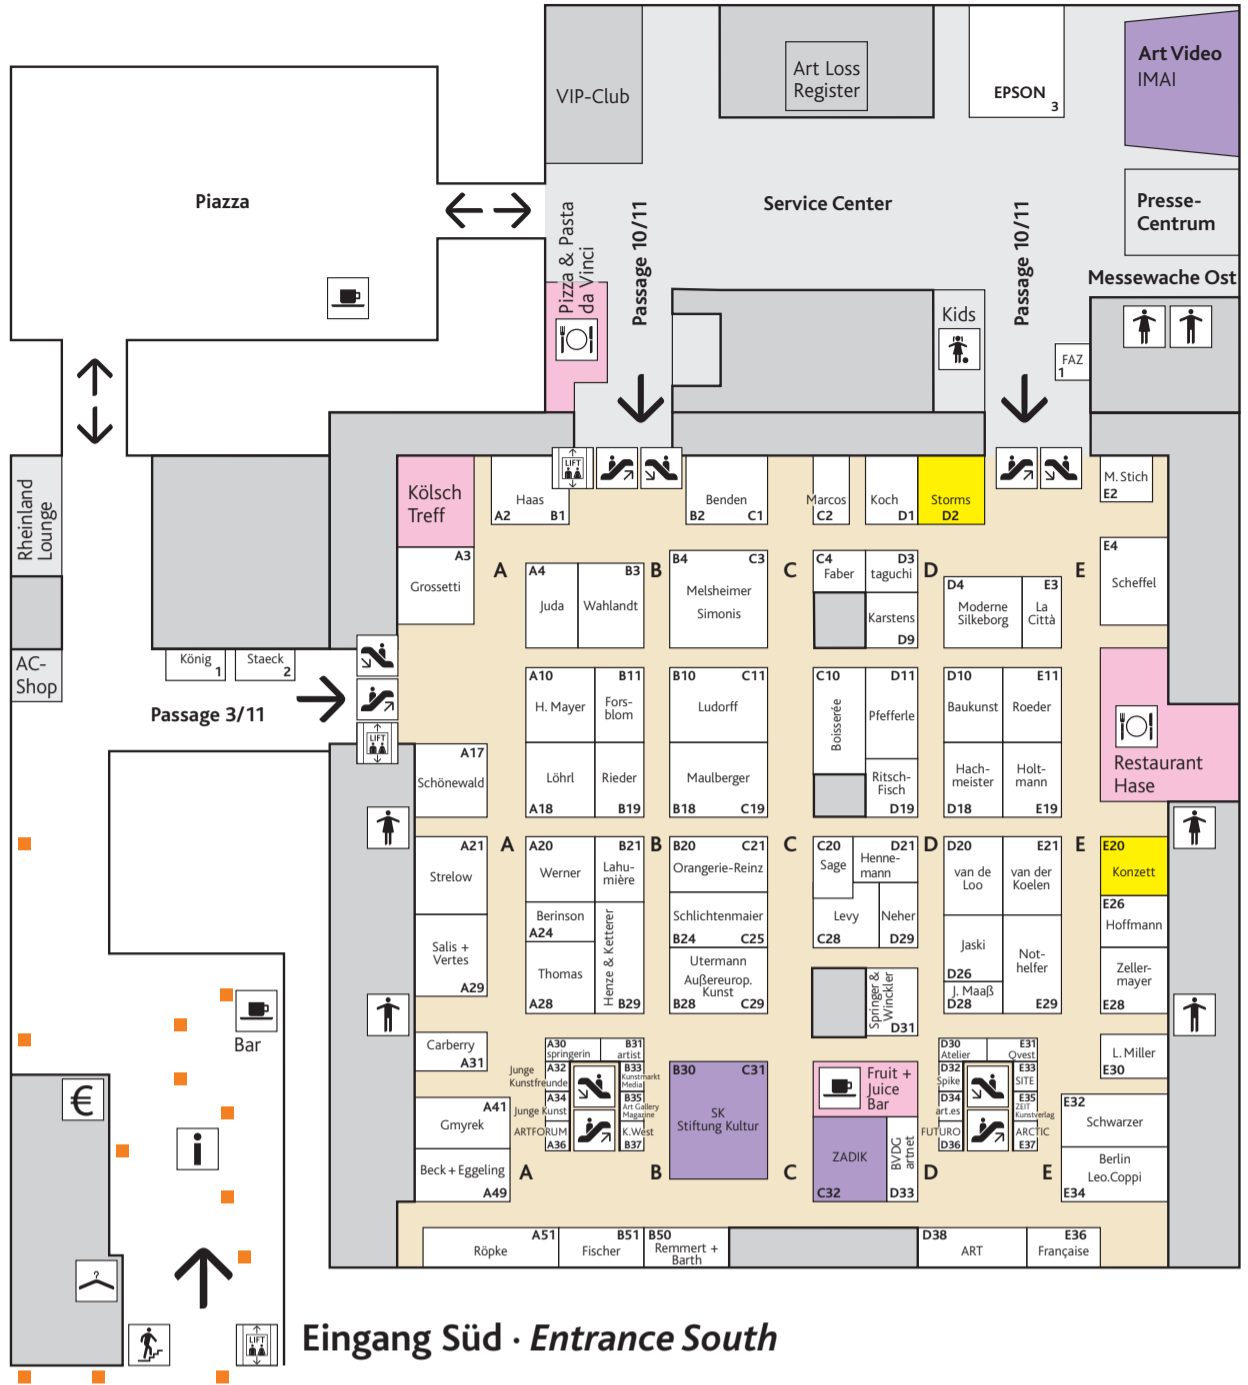 VIP-Club
Art Loss
Register
EPSON
3
Art Video
IMAI
Piazza
Service Center
Presse-
Centrum
Pizza & Pasta
da Vinci
Passage 10/11
Passage 10/11
Messewache Ost
Kids
FAZ
1
Rheinland
Lounge
AC-
Shop
König
1
Staeck
2
Passage 3/11
LIFT
LIFT
Kölsch
Treff
A3
Grossetti
Haas
A2 B1
Benden
B2 C1
Marcos
C2
Koch
D1
Storms
D2
M. Stich
E2
A
B
C
D
E
A4 B3
Juda
Wahlandt
B4 C3
Melsheimer
Simonis
C4
Faber
D3
taguchi
Karstens
D9
D4
Moderne
Silkeborg
E3
La
Città
E4
Scheffel
A10
H. Mayer
B11
Fors-
blom
B10 C11
Ludorff
C10
Boisserée
D11
Pfefferle
D10
Baukunst
E11
Roeder
Restaurant
Hase
A17
Schönewald
Löhrl
A18
Rieder
B19
Maulberger
B18 C19
Ritsch-
Fisch
D19
Hach-
meister
D18
Holt-
mann
E19
A
B
C
D
E
A21
Strelow
A20
Werner
B21
Lahu-
mière
B20 C21
Orangerie-Reinz
C20
Sage
D21
Henne-
mann
D20
van de
Loo
E21
van der
Koelen
E20
Konzett
Salis +
Vertes
A29
Berinson
A24
Thomas
A28
Henze & Ketterer
B29
Schlichtenmaier
B24 C25
Utermann
Außereurop.
Kunst
B28 C29
Levy
C28
Neher
D29
Jaski
D26
J. Maaß
D28
Not-
helfer
E29
E26
Hoffmann
Zeller-
mayer
E28
Springer &
Winckler
D31
Carberry
A31
A30
springerin
B31
artist
A32
Junge
Kunstfreunde
B33
Kunstmarkt
Media
A34
Junge Kunst
B35
Art Gallery
Magazine
ARTFORUM
A36
K.West
B37
B30 C31
SK
Stiftung Kultur
Fruit +
Juice
Bar
ZADIK
C32
BVDG
artnet
D33
D30
Atelier
E31
Qvest
D32
Spike
E33
SITE
D34
art.es
E35
ZEIT
Kunstverlag
FUTURO
D36
ARCTIC
E37
L. Miller
E30
A41
Gmyrek
Beck + Eggeling
A49
E32
Schwarzer
Berlin
Leo.Coppi
E34
A
B
C
D
E
A51
Röpke
B51
Fischer
B50
Remmert +
Barth
D38
ART
E36
Française
Bar
€
i
LIFT
Eingang Süd · Entrance South